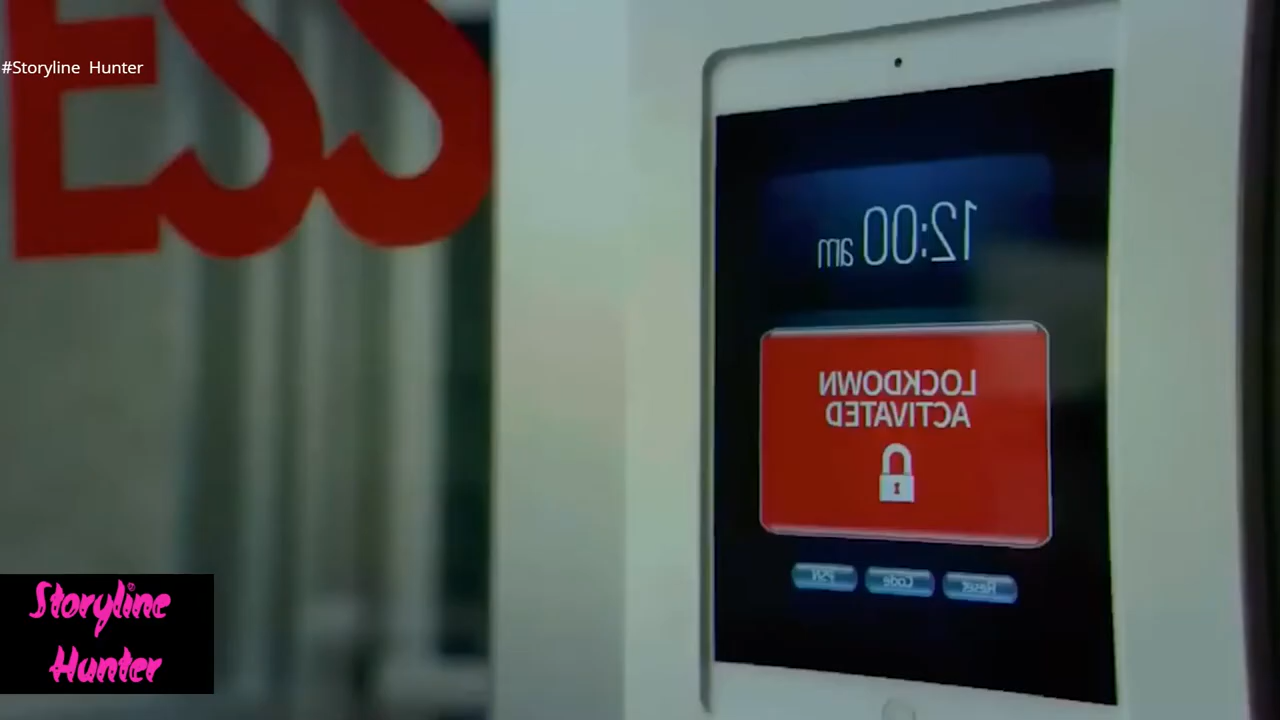 #Storyline Hunter
ESS
12:00 am
LOCKDOWN
ACTIVATED
Code
Reset
Storyline
Hunter